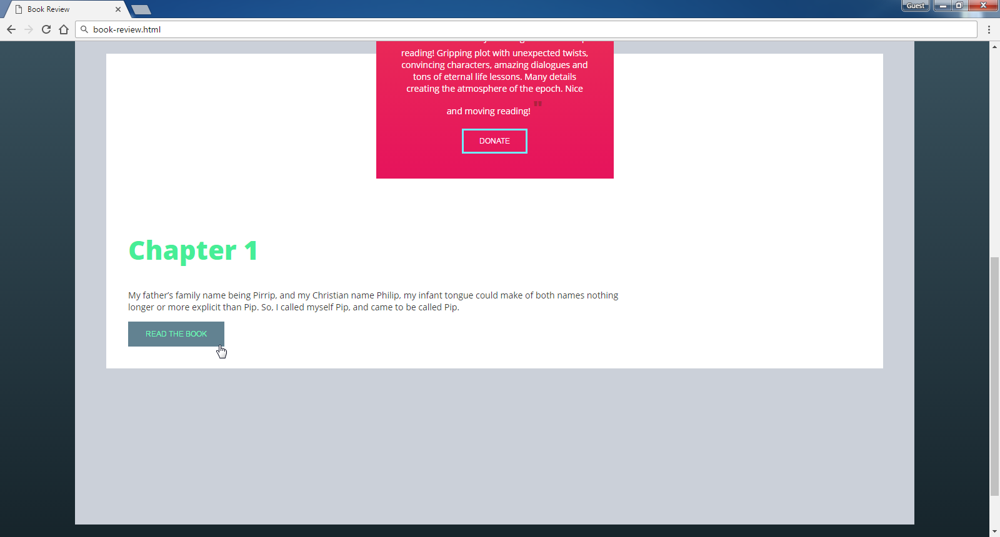 Book Review
Guest
book-review.html
reading! Gripping plot with unexpected twists,
convincing characters, amazing dialogues and
tons of eternal life lessons. Many details
creating the atmosphere of the epoch. Nice
and moving reading! "
DONATE
Chapter 1
My father’s family name being Pirrip, and my Christian name Philip, my infant tongue could make of both names nothing
longer or more explicit than Pip. So, I called myself Pip, and came to be called Pip.
READ THE BOOK